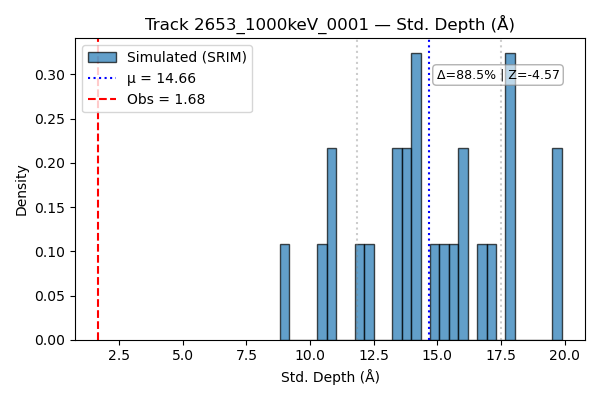 Track 2653_1000keV_0001 — Std. Depth (Å)
Simulated (SRIM)
μ = 14.66
Obs = 1.68
Δ=88.5% | Z=-4.57
Density
0.30
0.25
0.20
0.15
0.10
0.05
0.00
2.5 5.0 7.5 10.0 12.5 15.0 17.5 20.0
Std. Depth (Å)